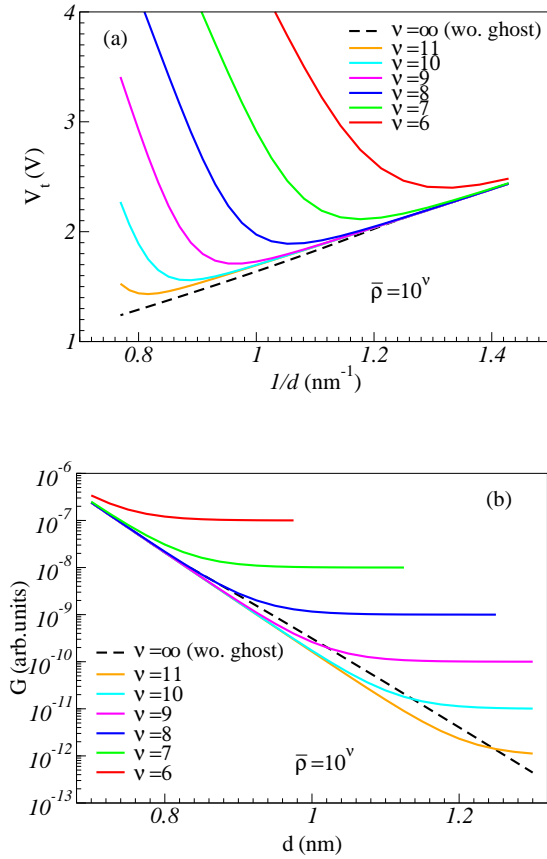 4
3
2
1
V_t (V)
(a)
ν=∞ (wo. ghost)
ν=11
ν=10
ν=9
ν=8
ν=7
ν=6
ρ̅=10^ν
0.8 1 1.2 1.4
1/d (nm^-1)
10^-6
10^-7
10^-8
10^-9
10^-10
10^-11
10^-12
10^-13
G (arb.units)
(b)
ν=∞ (wo. ghost)
ν=11
ν=10
ν=9
ν=8
ν=7
ν=6
ρ̅=10^ν
0.8 1 1.2
d (nm)